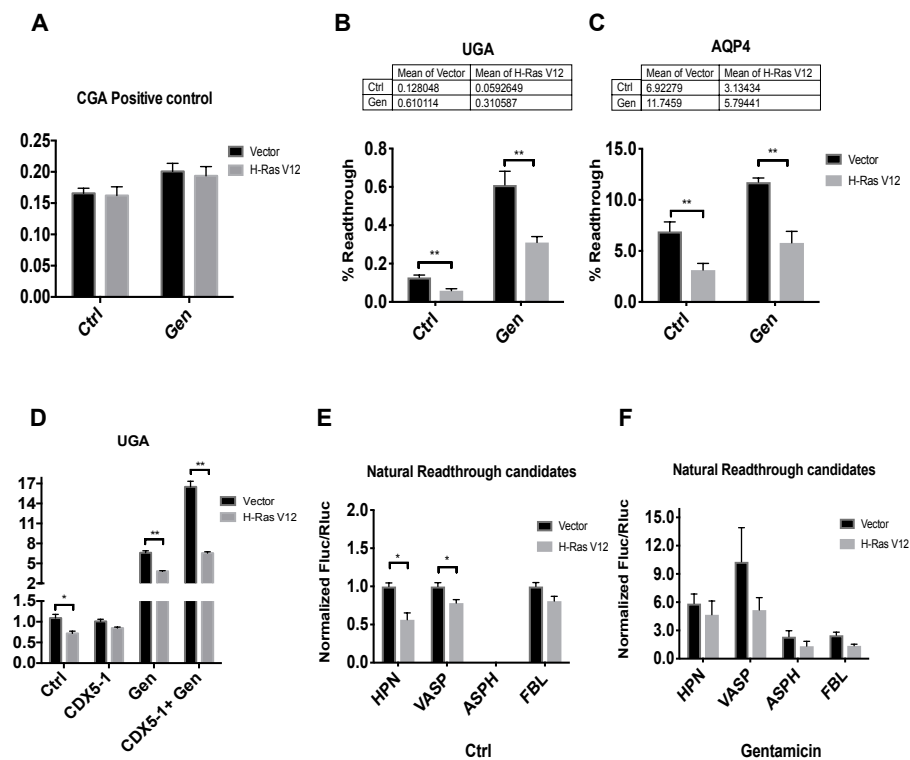 A
CGA Positive control
0.25
0.20
0.15
0.10
0.05
0.00
Ctrl
Gen
Vector
H-Ras V12
B
UGA
Mean of Vector Mean of H-Ras V12
Ctrl 0.128048 0.0592649
Gen 0.610114 0.310587
% Readthrough
0.8
0.6
0.4
0.2
0.0
**
**
Ctrl
Gen
C
AQP4
Mean of Vector Mean of H-Ras V12
Ctrl 6.92279 3.13434
Gen 11.7459 5.79441
% Readthrough
15.0
10.0
5.0
0.0
**
**
Ctrl
Gen
Vector
H-Ras V12
D
UGA
17
12
7
2
1.5
1.0
0.5
0.0
*
**
**
Ctrl
CDX5-1
Gen
CDX5-1+ Gen
Vector
H-Ras V12
E
Natural Readthrough candidates
Normalized Fluc/Rluc
2.0
1.5
1.0
0.5
0.0
*
*
HPN
VASP
ASPH
FBL
Vector
H-Ras V12
Ctrl
F
Natural Readthrough candidates
Normalized Fluc/Rluc
15.0
12.0
9.0
6.0
3.0
0.0
HPN
VASP
ASPH
FBL
Vector
H-Ras V12
Gentamicin